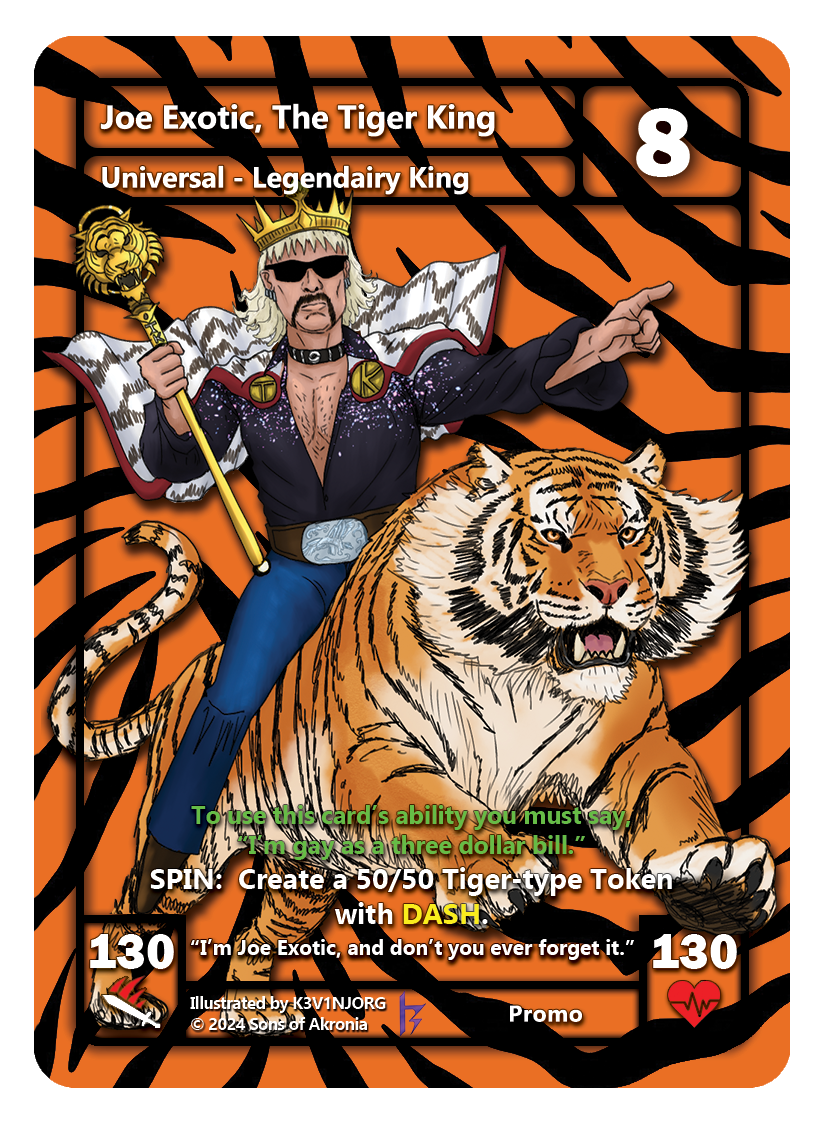 Joe Exotic, The Tiger King
8
Universal - Legendairy King
T K
To use this card's ability you must say,
"I'm gay as a three dollar bill."
SPIN:  Create a 50/50 Tiger-type Token
with DASH.
130
"I'm Joe Exotic, and don't you ever forget it."
130
Illustrated by K3V1NJORG
© 2024 Sons of Akronia
Promo